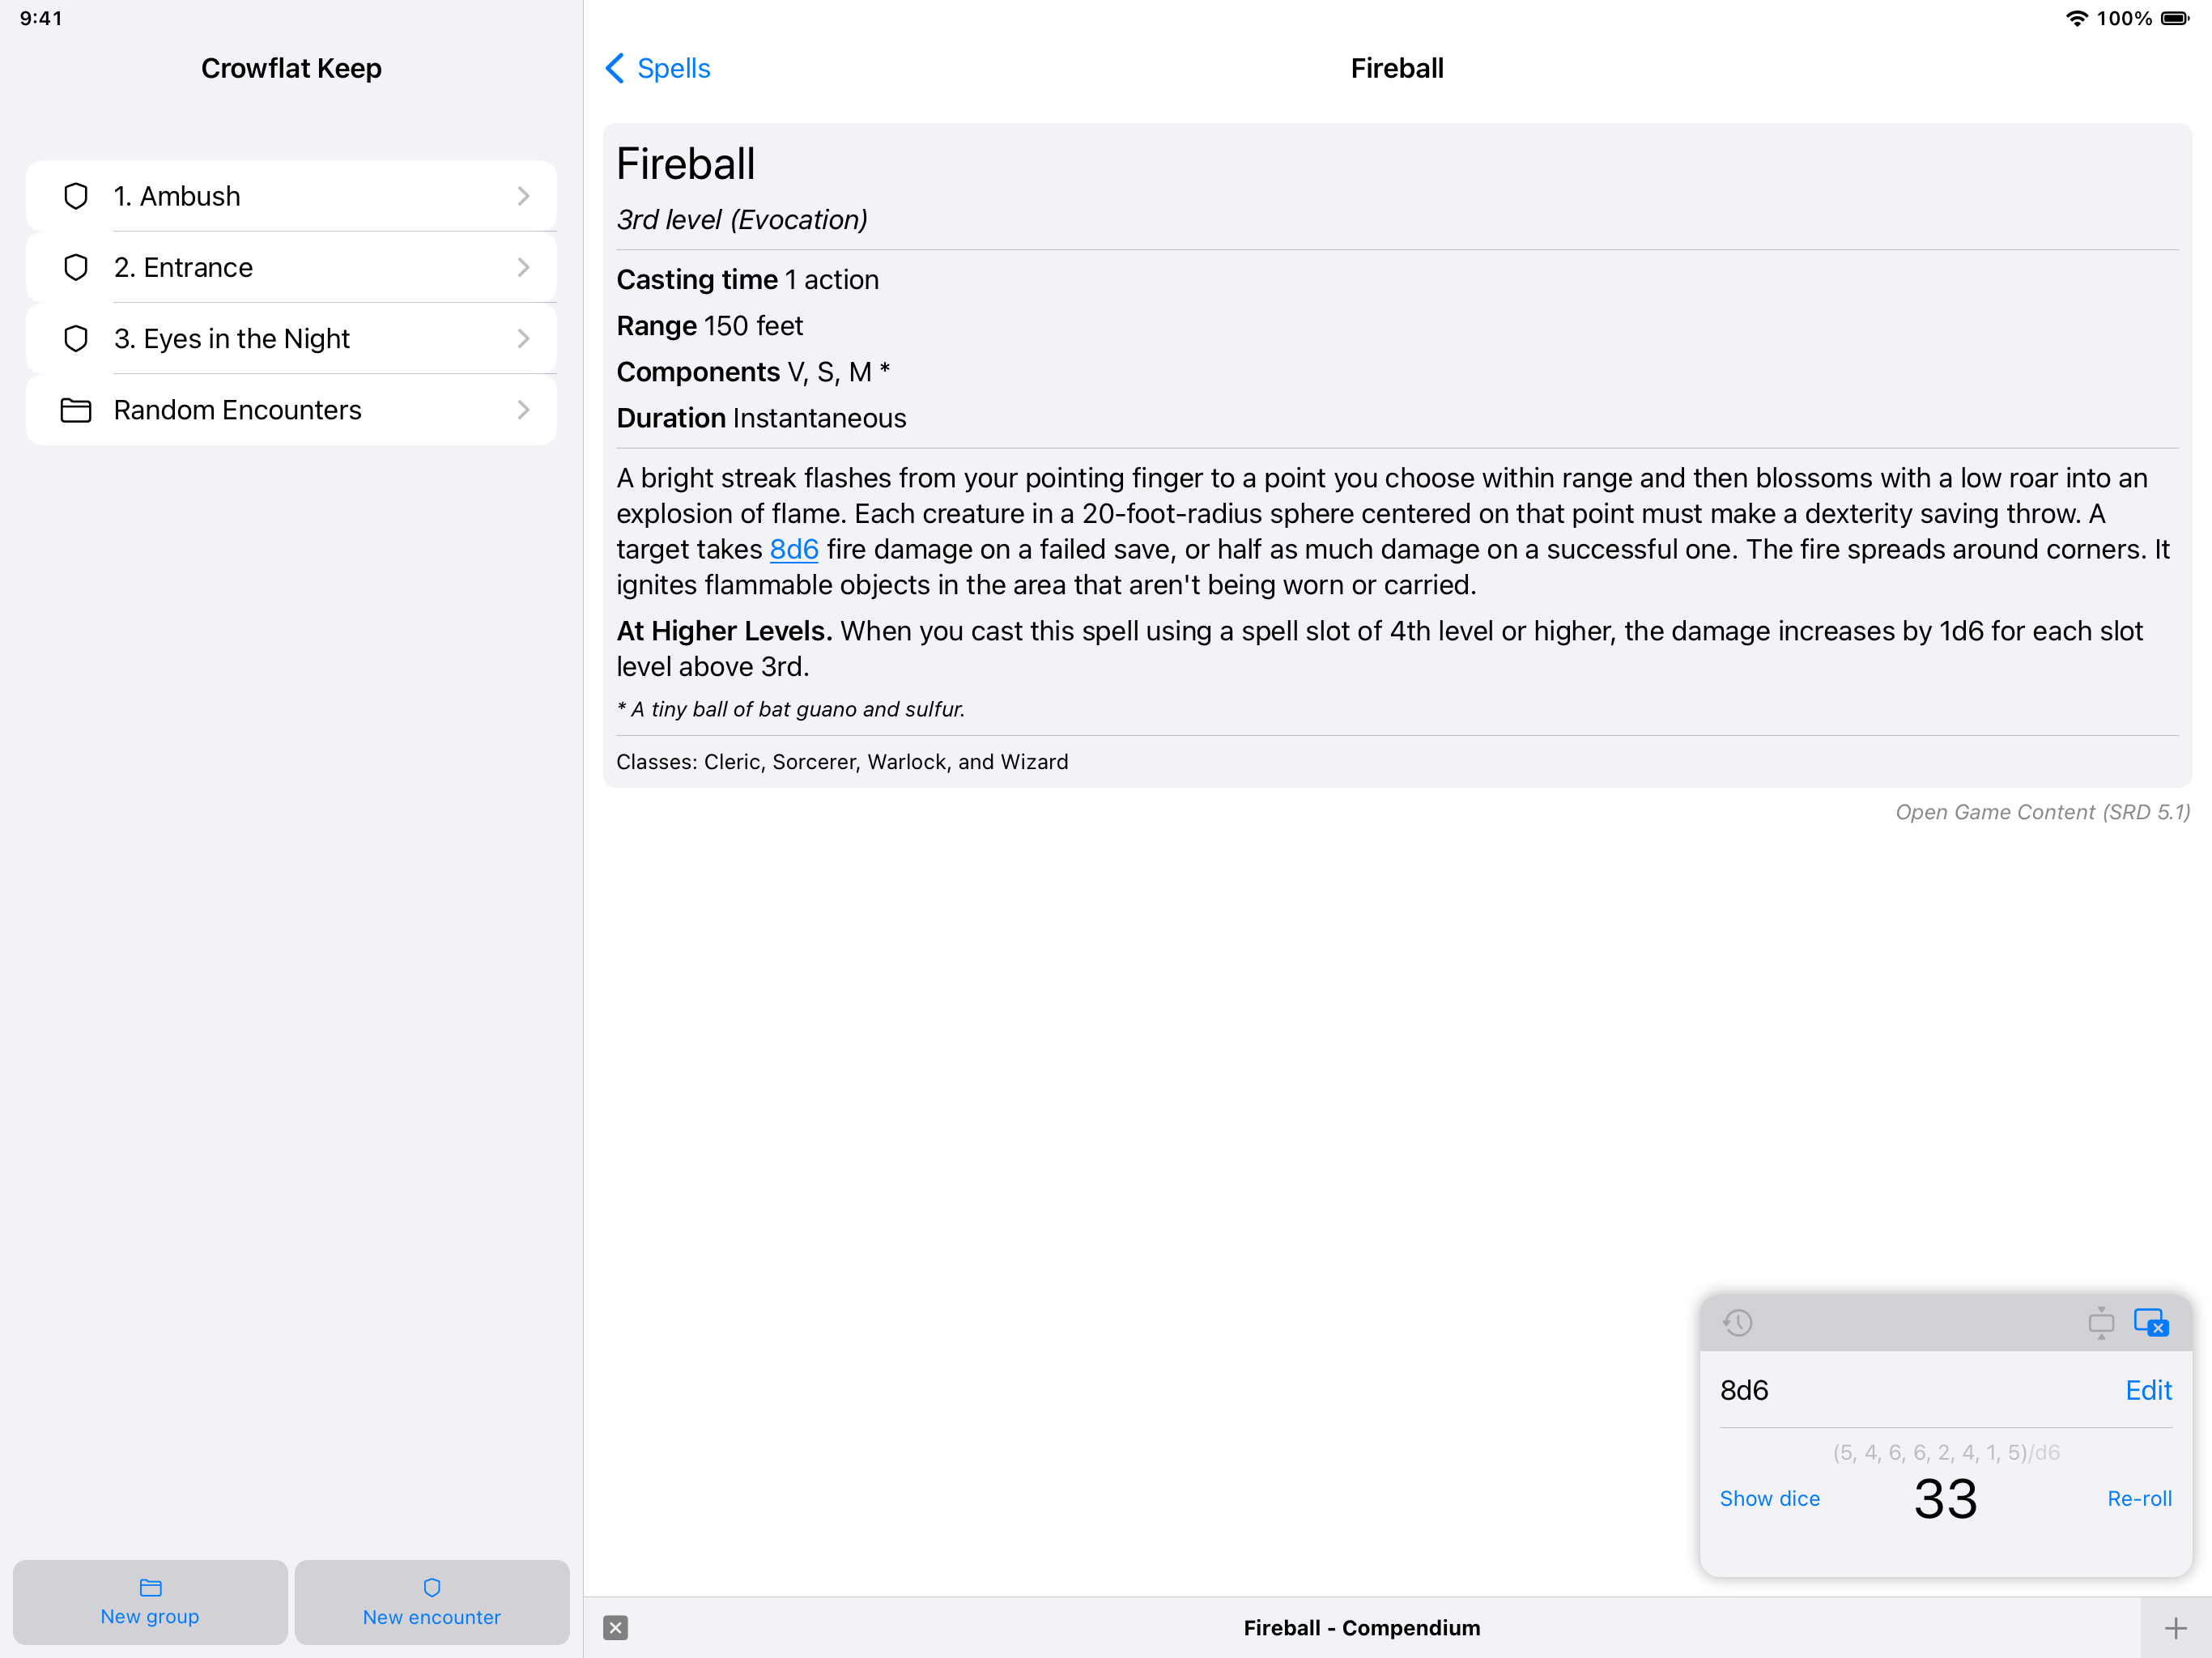 9:41
100%
Crowflat Keep
1. Ambush
2. Entrance
3. Eyes in the Night
Random Encounters
New group
New encounter
Spells
Fireball
Fireball
3rd level (Evocation)
Casting time 1 action
Range 150 feet
Components V, S, M *
Duration Instantaneous
A bright streak flashes from your pointing finger to a point you choose within range and then blossoms with a low roar into an
explosion of flame. Each creature in a 20-foot-radius sphere centered on that point must make a dexterity saving throw. A
target takes 8d6 fire damage on a failed save, or half as much damage on a successful one. The fire spreads around corners. It
ignites flammable objects in the area that aren't being worn or carried.
At Higher Levels. When you cast this spell using a spell slot of 4th level or higher, the damage increases by 1d6 for each slot
level above 3rd.
* A tiny ball of bat guano and sulfur.
Classes: Cleric, Sorcerer, Warlock, and Wizard
Open Game Content (SRD 5.1)
8d6
Edit
(5, 4, 6, 6, 2, 4, 1, 5)/d6
Show dice
33
Re-roll
Fireball - Compendium